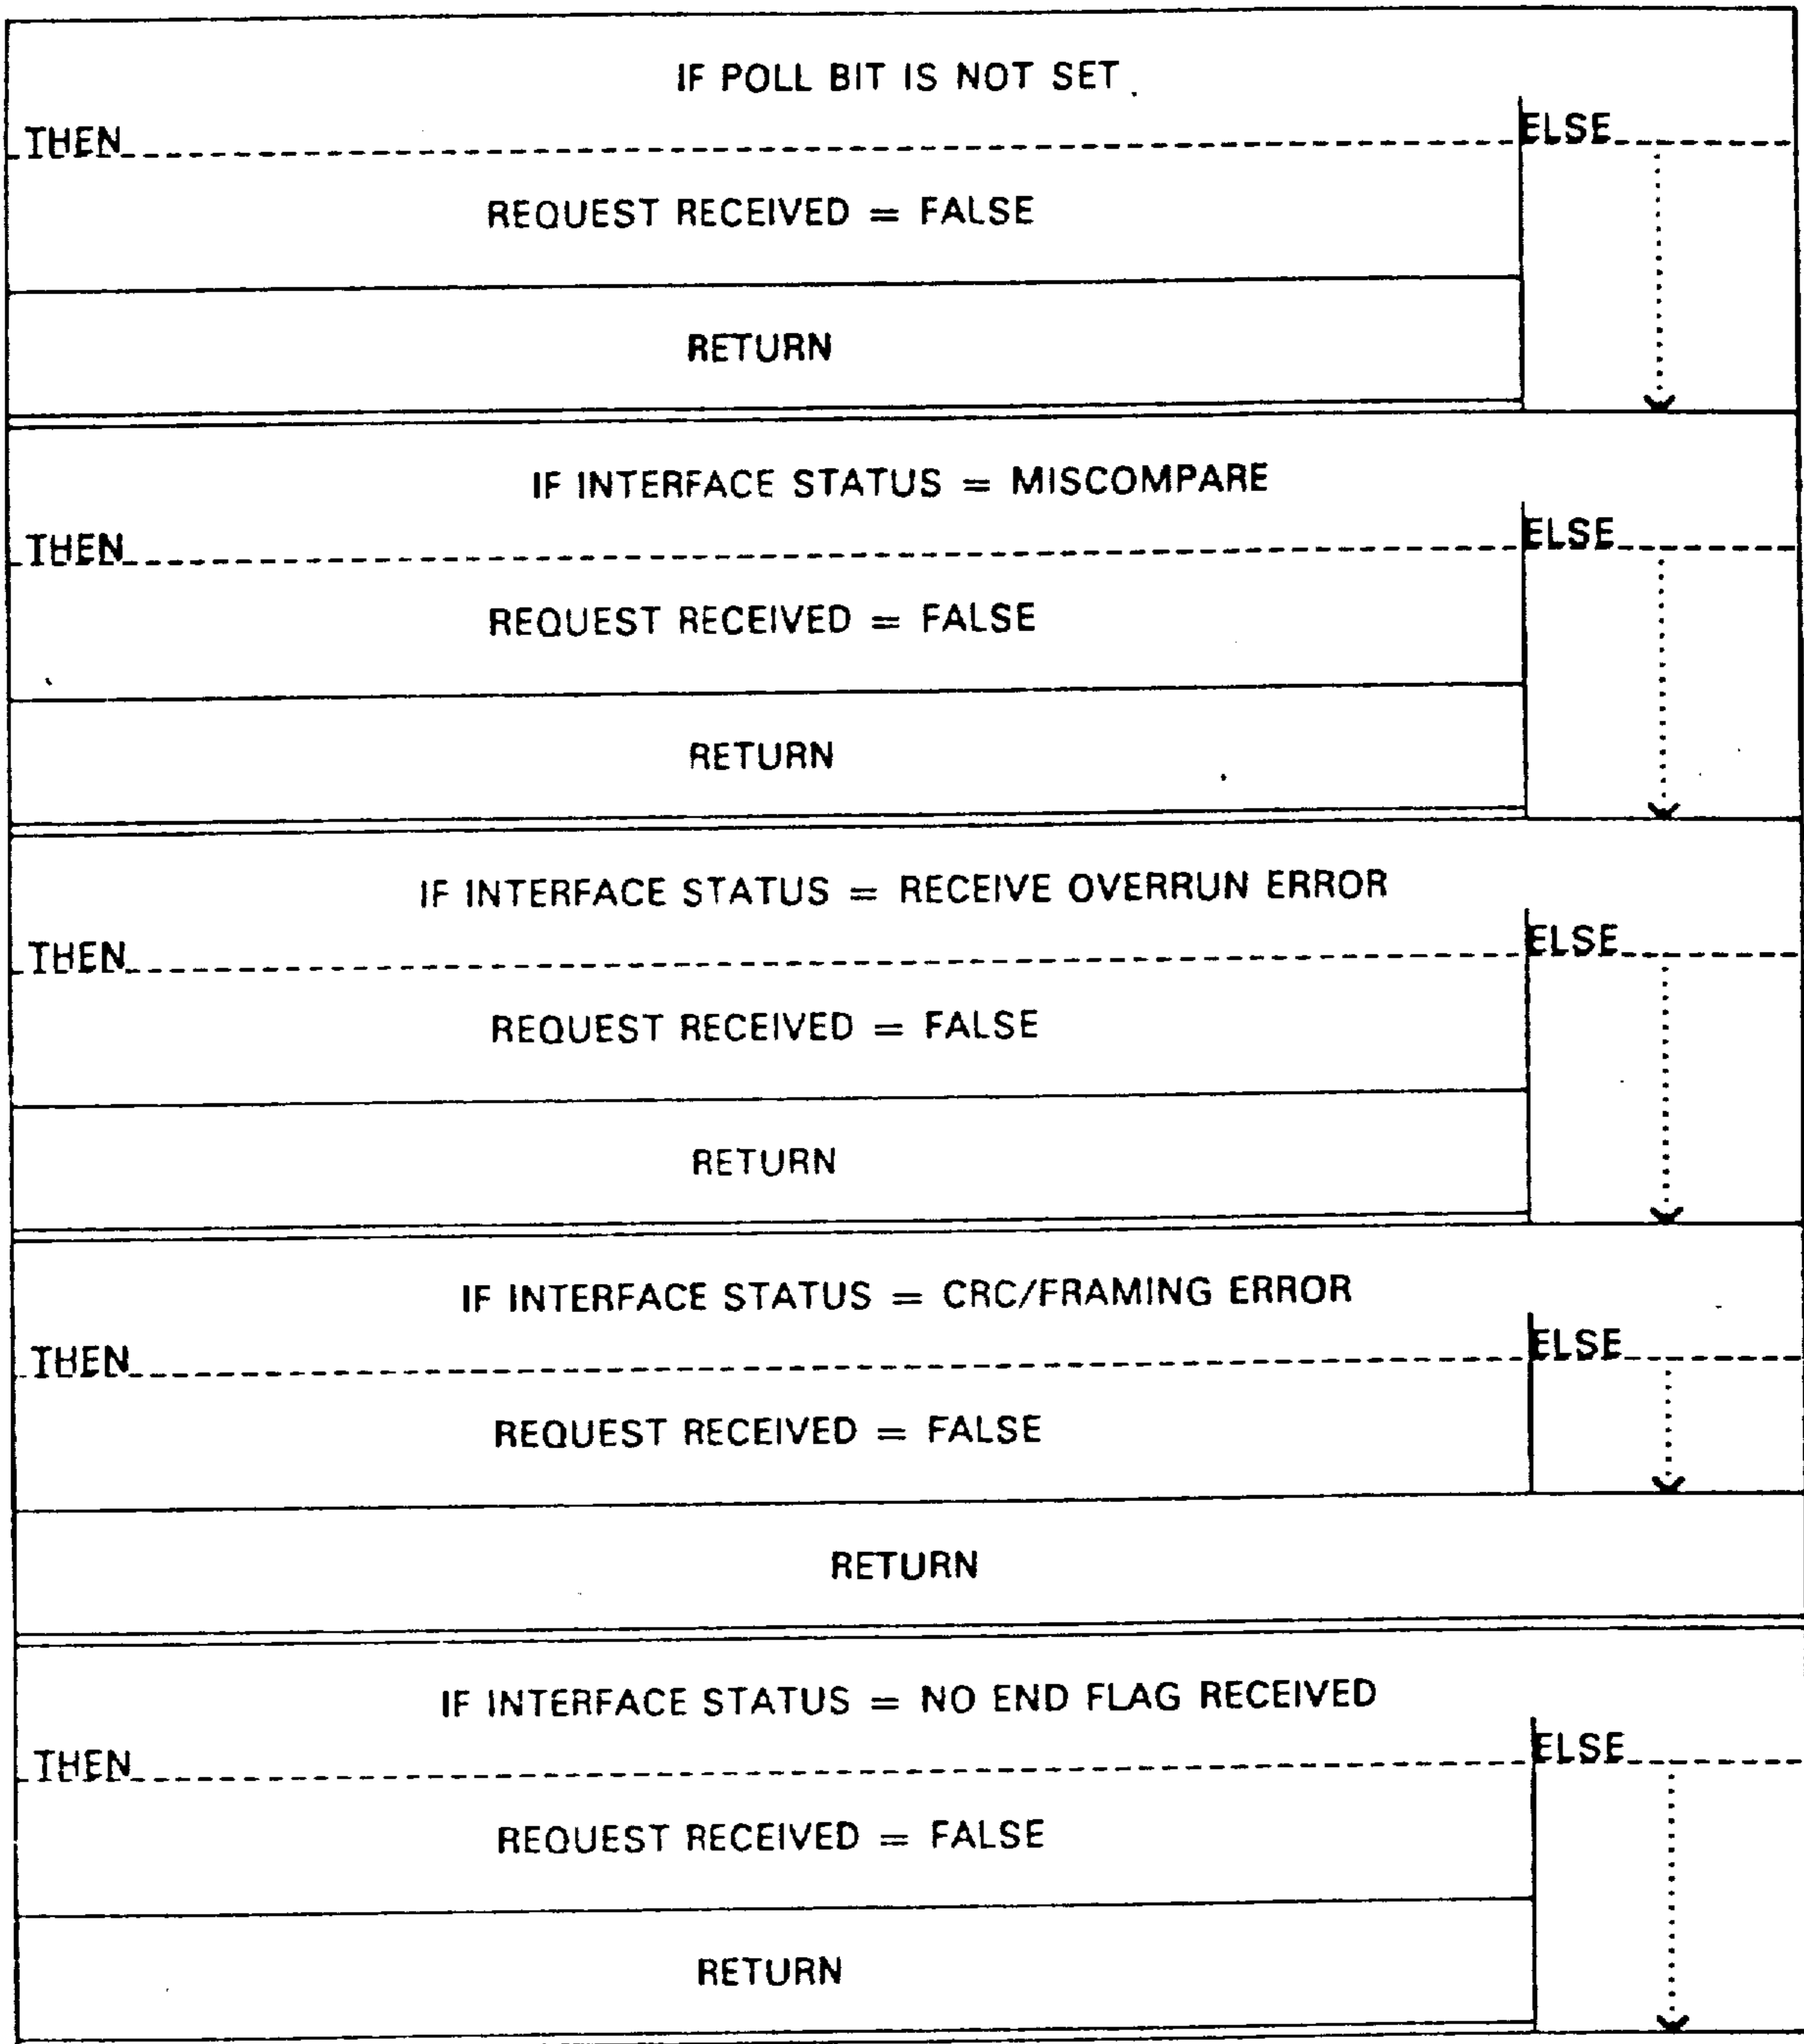 IF POLL BIT IS NOT SET
THEN ELSE
REQUEST RECEIVED = FALSE
RETURN
IF INTERFACE STATUS = MISCOMPARE
THEN ELSE
REQUEST RECEIVED = FALSE
RETURN
IF INTERFACE STATUS = RECEIVE OVERRUN ERROR
THEN ELSE
REQUEST RECEIVED = FALSE
RETURN
IF INTERFACE STATUS = CRC/FRAMING ERROR
THEN ELSE
REQUEST RECEIVED = FALSE
RETURN
IF INTERFACE STATUS = NO END FLAG RECEIVED
THEN ELSE
REQUEST RECEIVED = FALSE
RETURN